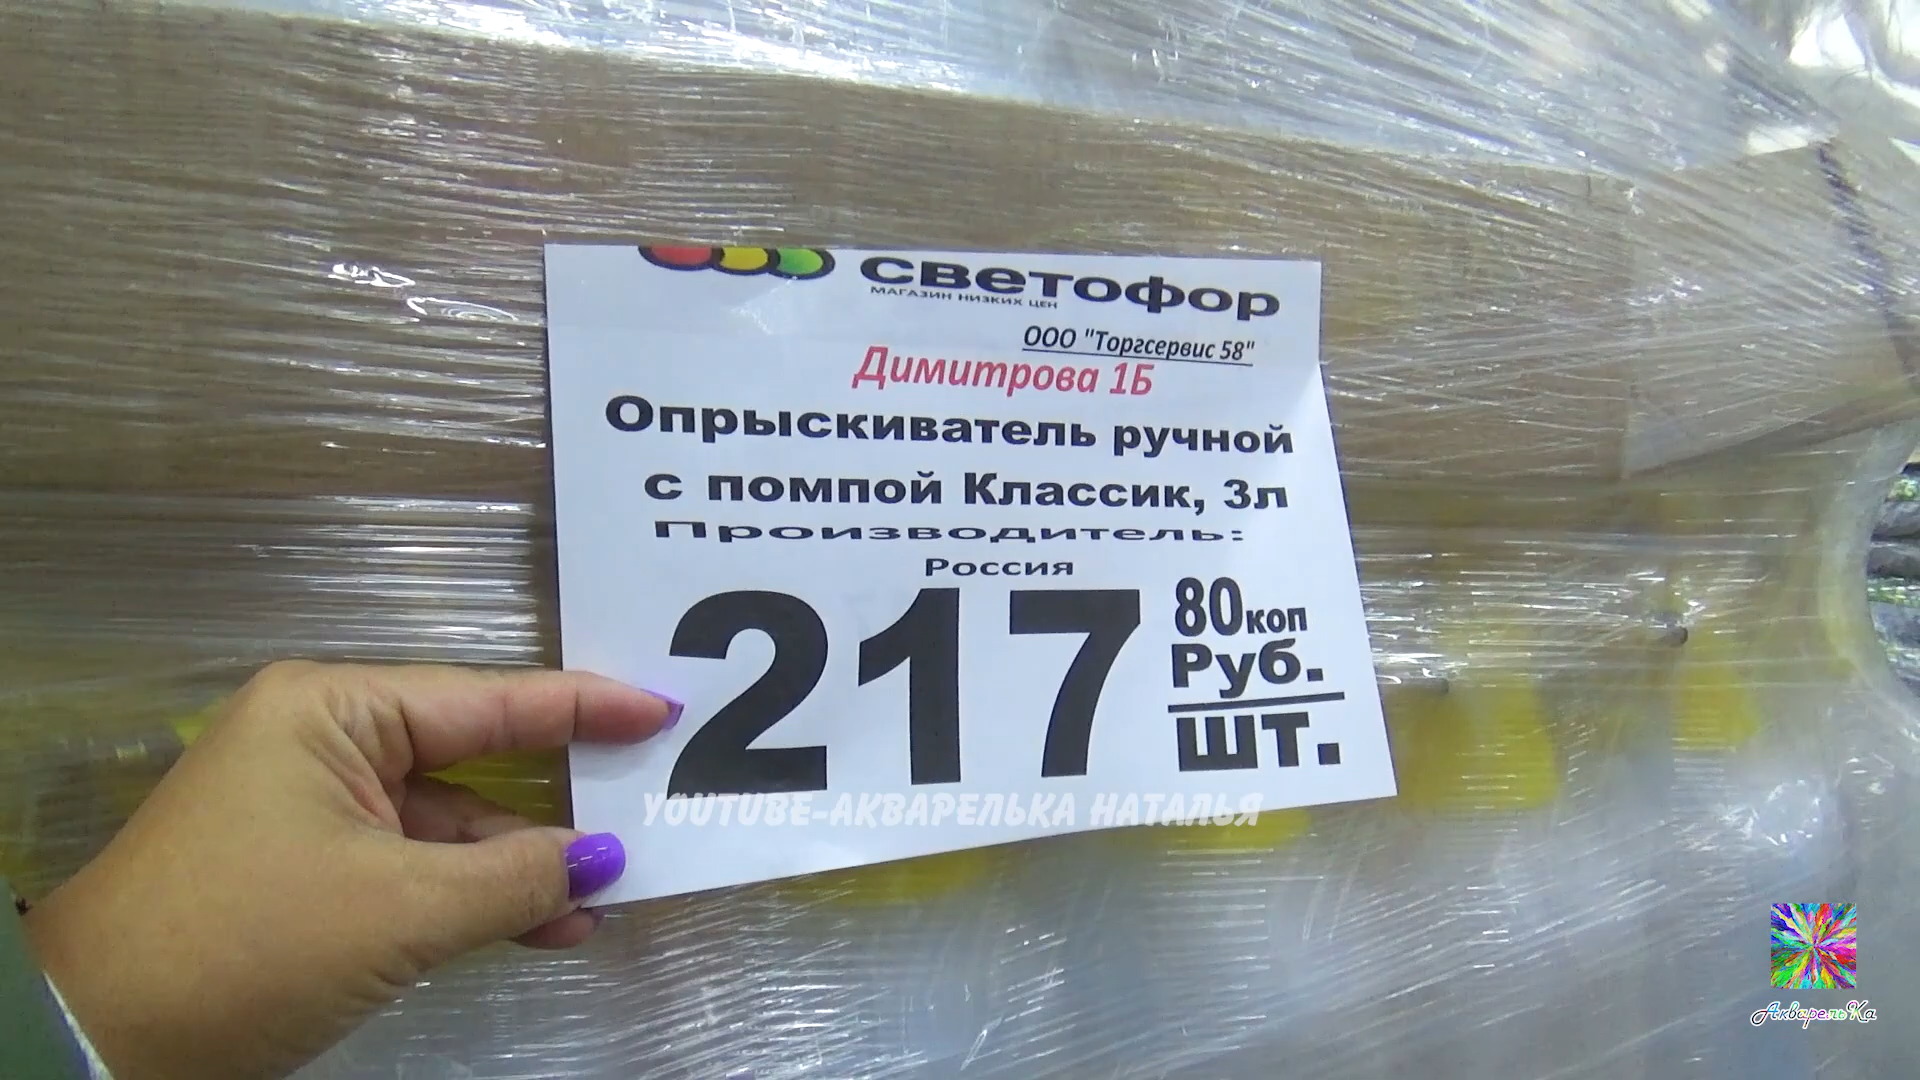 светофор
МАГАЗИН НИЗКИХ ЦЕН
ООО "Торгсервис 58"
Димитрова 1Б
Опрыскиватель ручной
с помпой Классик, 3л
Производитель:
Россия
217 80коп
Руб.
шт.
YOUTUBE-АКВАРЕЛЬКА НАТАЛЬЯ
АкварельКа